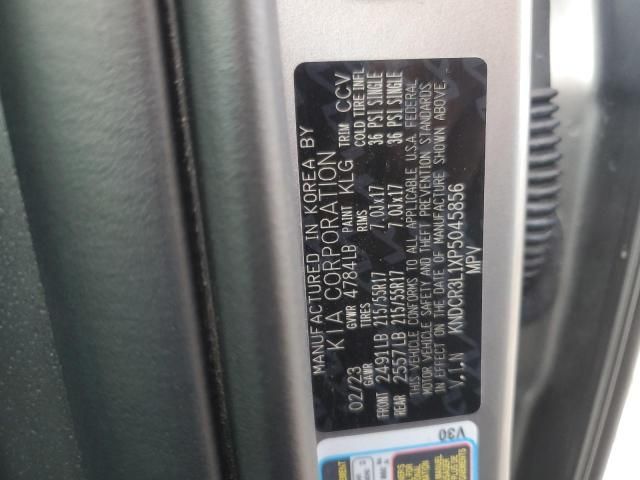 MANUFACTURED IN KOREA BY
KIA CORPORATION
02/23 GVWR 4784LB PAINT KLG TRIM CCV
GAWR TIRES RIMS COLD TIRE INFL
FRONT 2491LB 215/55R17 7.0Jx17 36 PSI SINGLE
REAR 2557LB 215/55R17 7.0Jx17 36 PSI SINGLE
THIS VEHICLE CONFORMS TO ALL APPLICABLE U.S.A. FEDERAL
MOTOR VEHICLE SAFETY AND THEFT PREVENTION STANDARDS
IN EFFECT ON THE DATE OF MANUFACTURE SHOWN ABOVE.
V.I.N KNDCR3L1XP5045856
MPV
V30